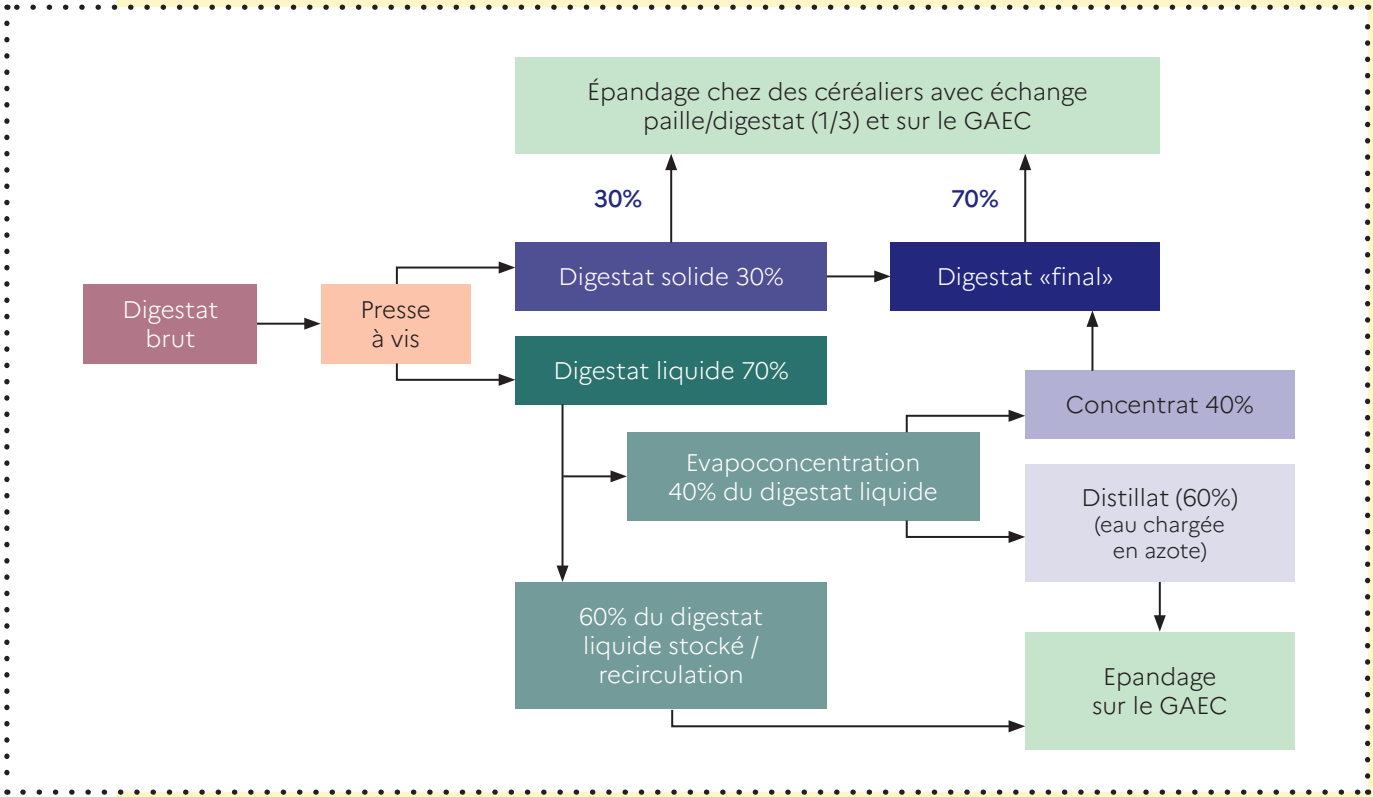 Épandage chez des céréaliers avec échange
paille/digestat (1/3) et sur le GAEC
30%
70%
Digestat solide 30%
Digestat «final»
Digestat
brut
Presse
à vis
Digestat liquide 70%
Concentrat 40%
Evapoconcentration
40% du digestat liquide
Distillat (60%)
(eau chargée
en azote)
60% du digestat
liquide stocké /
recirculation
Epandage
sur le GAEC